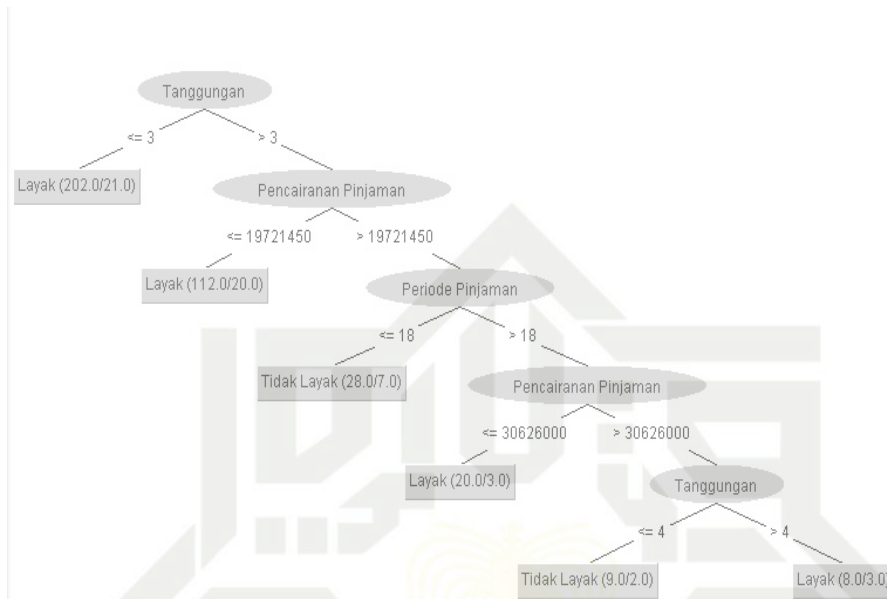 Tanggungan
<= 3
> 3
Layak (202.0/21.0)
Pencairanan Pinjaman
<= 19721450
> 19721450
Layak (112.0/20.0)
Periode Pinjaman
<= 18
> 18
Tidak Layak (28.0/7.0)
Pencairanan Pinjaman
<= 30626000
> 30626000
Layak (20.0/3.0)
Tanggungan
<= 4
> 4
Tidak Layak (9.0/2.0)
Layak (8.0/3.0)